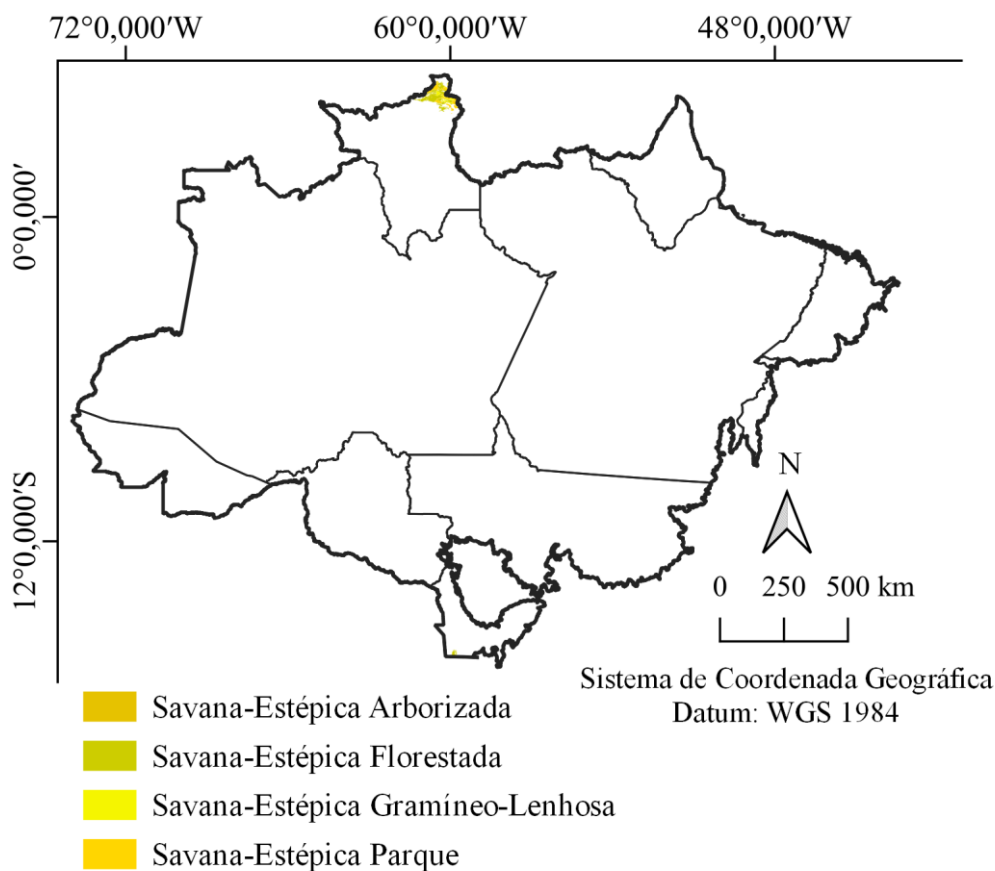 72°0,000'W 60°0,000'W 48°0,000'W
0°0,000'
12°0,000'S
N
0 250 500 km
Sistema de Coordenada Geográfica
Datum: WGS 1984
Savana-Estépica Arborizada
Savana-Estépica Florestada
Savana-Estépica Gramíneo-Lenhosa
Savana-Estépica Parque